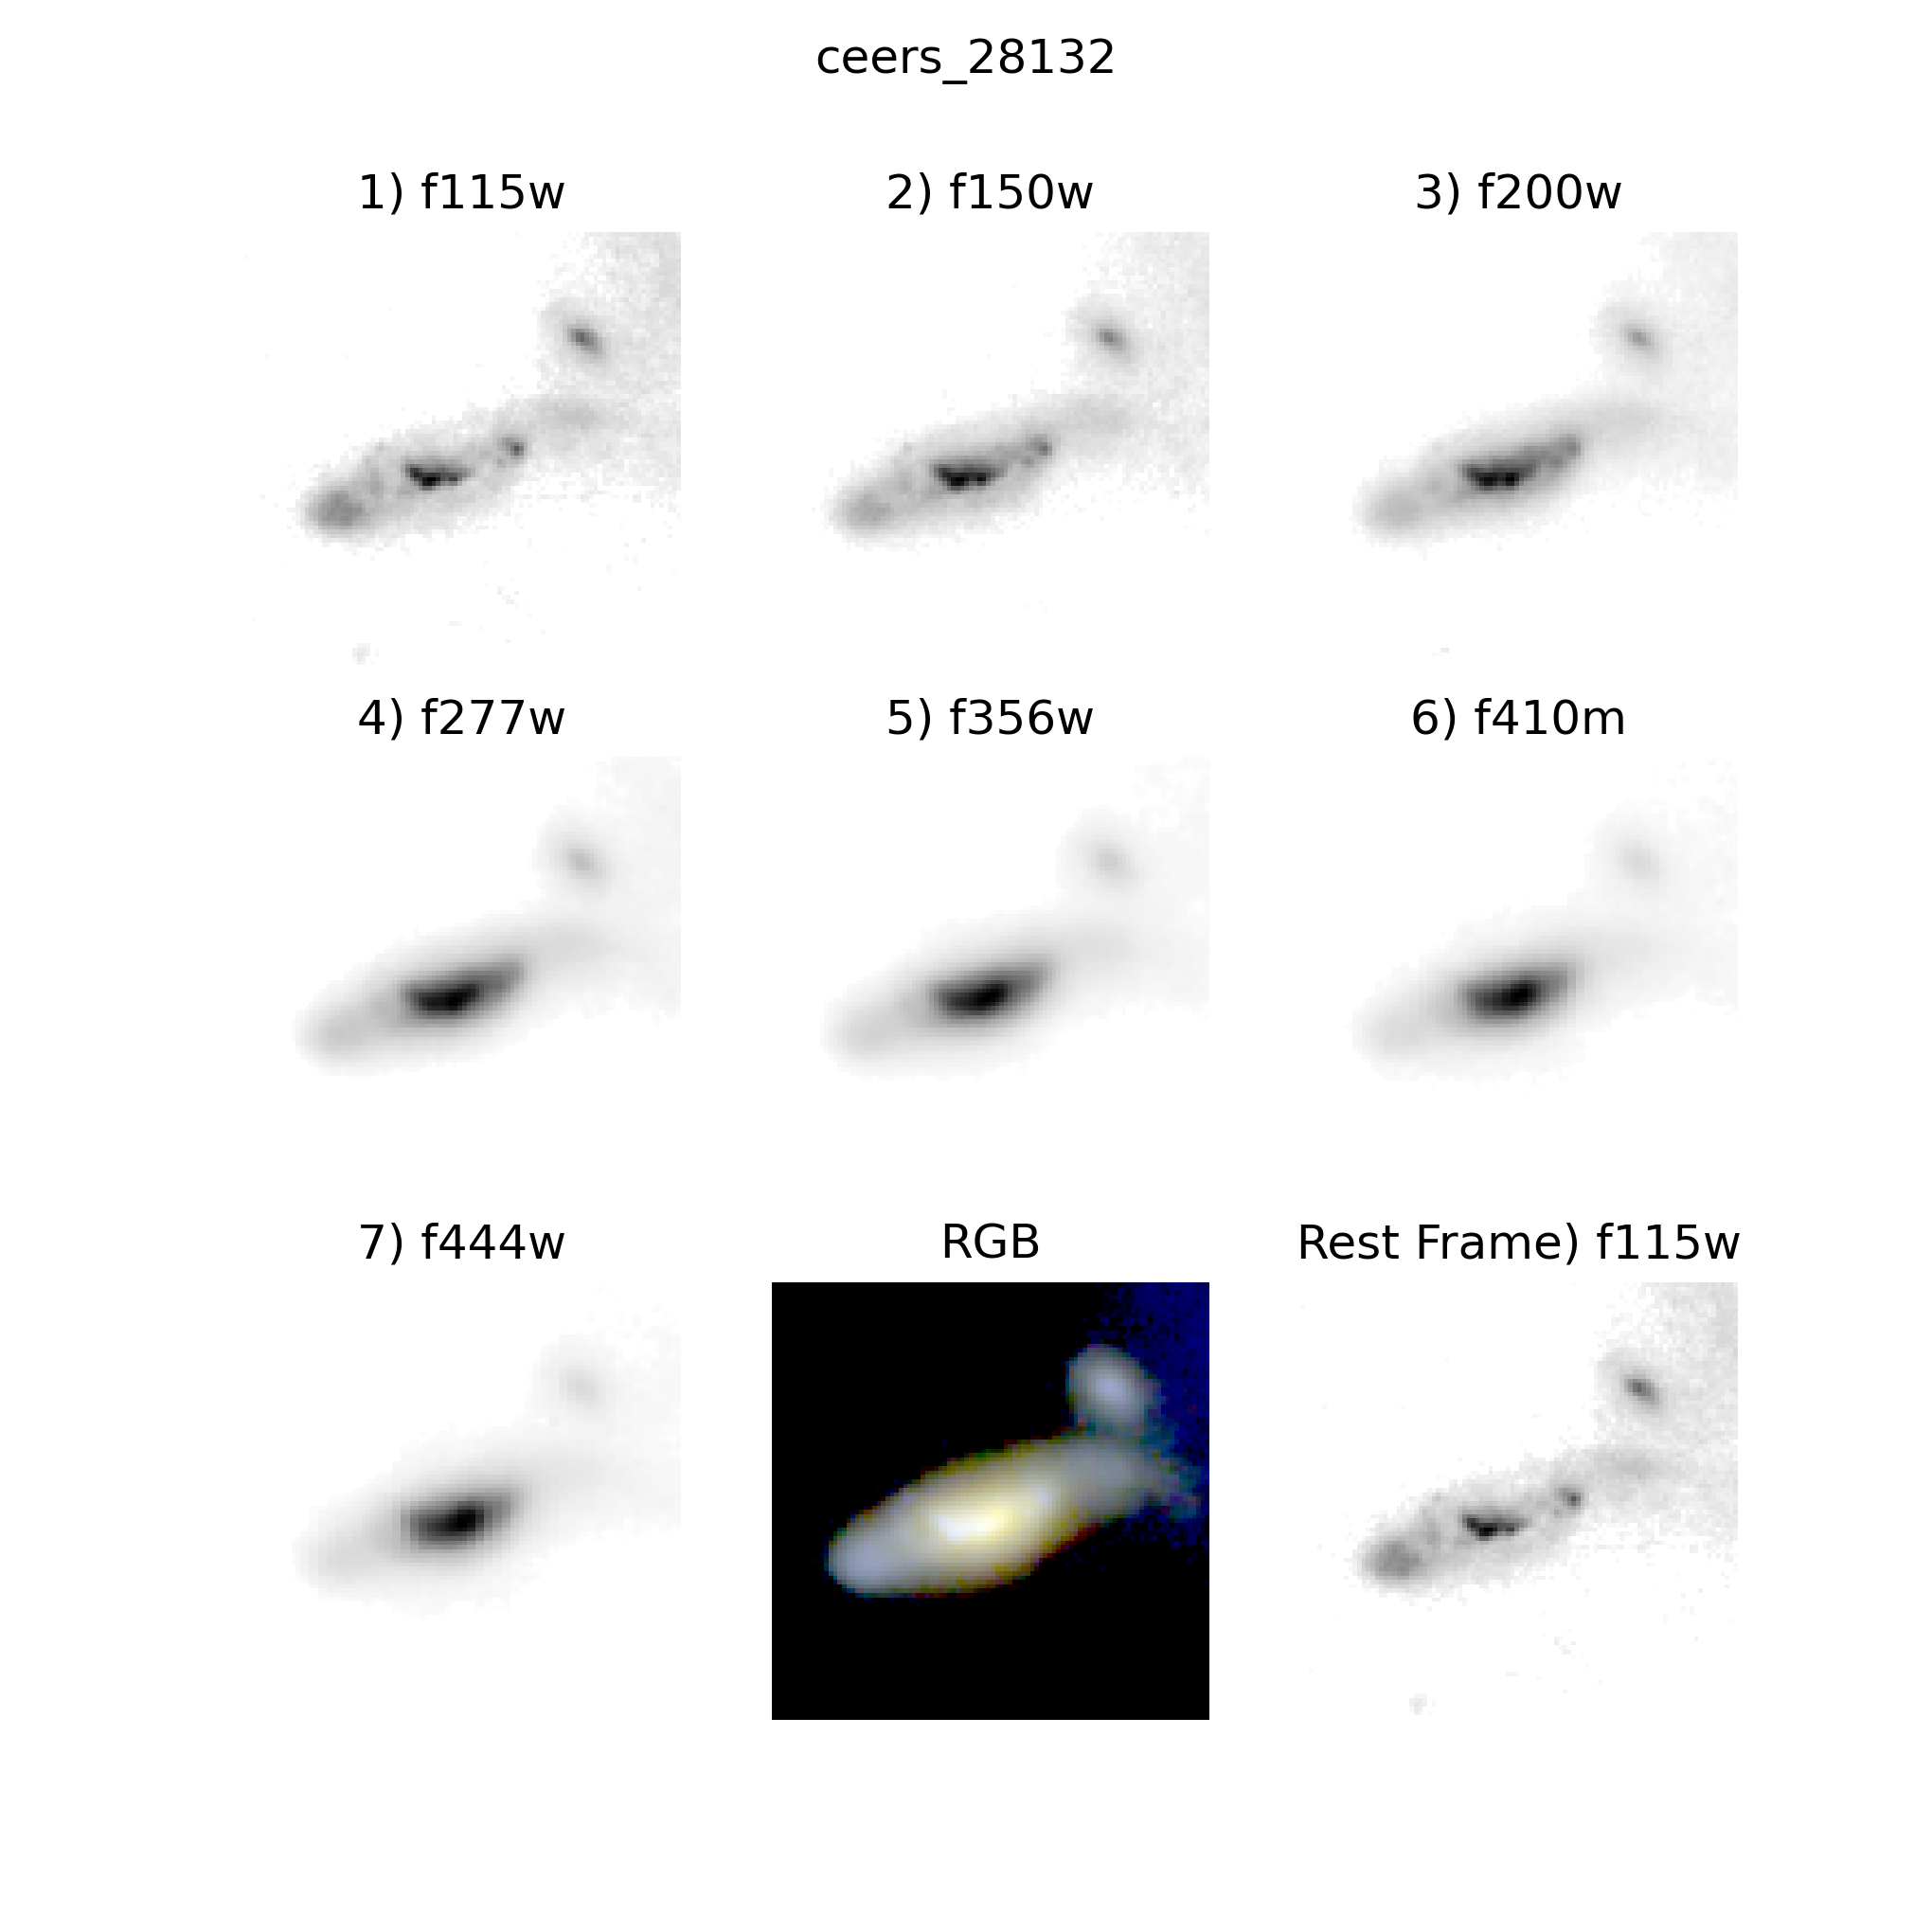 ceers_28132
1) f115w
2) f150w
3) f200w
4) f277w
5) f356w
6) f410m
7) f444w
RGB
Rest Frame) f115w